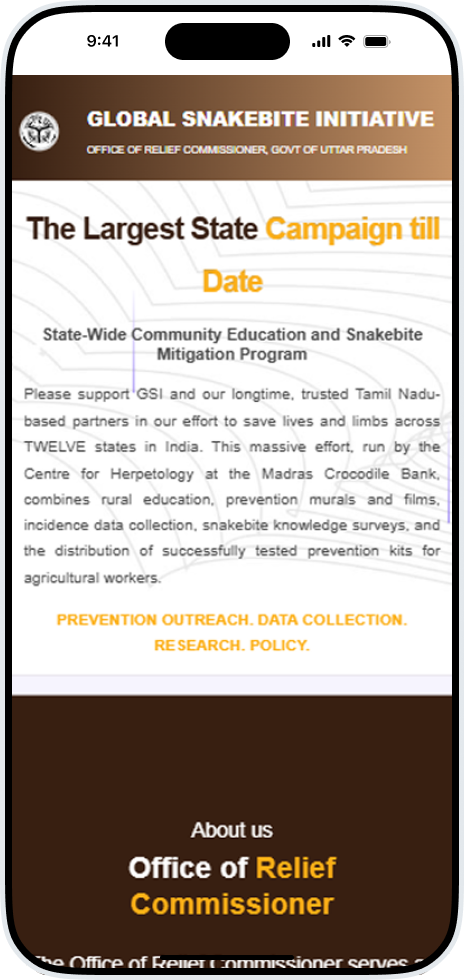 9:41
GLOBAL SNAKEBITE INITIATIVE
OFFICE OF RELIEF COMMISSIONER, GOVT OF UTTAR PRADESH
The Largest State Campaign till
Date
State-Wide Community Education and Snakebite
Mitigation Program
Please support GSI and our longtime, trusted Tamil Nadu-
based partners in our effort to save lives and limbs across
TWELVE states in India. This massive effort, run by the
Centre for Herpetology at the Madras Crocodile Bank,
combines rural education, prevention murals and films,
incidence data collection, snakebite knowledge surveys, and
the distribution of successfully tested prevention kits for
agricultural workers.
PREVENTION OUTREACH. DATA COLLECTION.
RESEARCH. POLICY.
About us
Office of Relief
Commissioner
The Office of Relief Commissioner serves